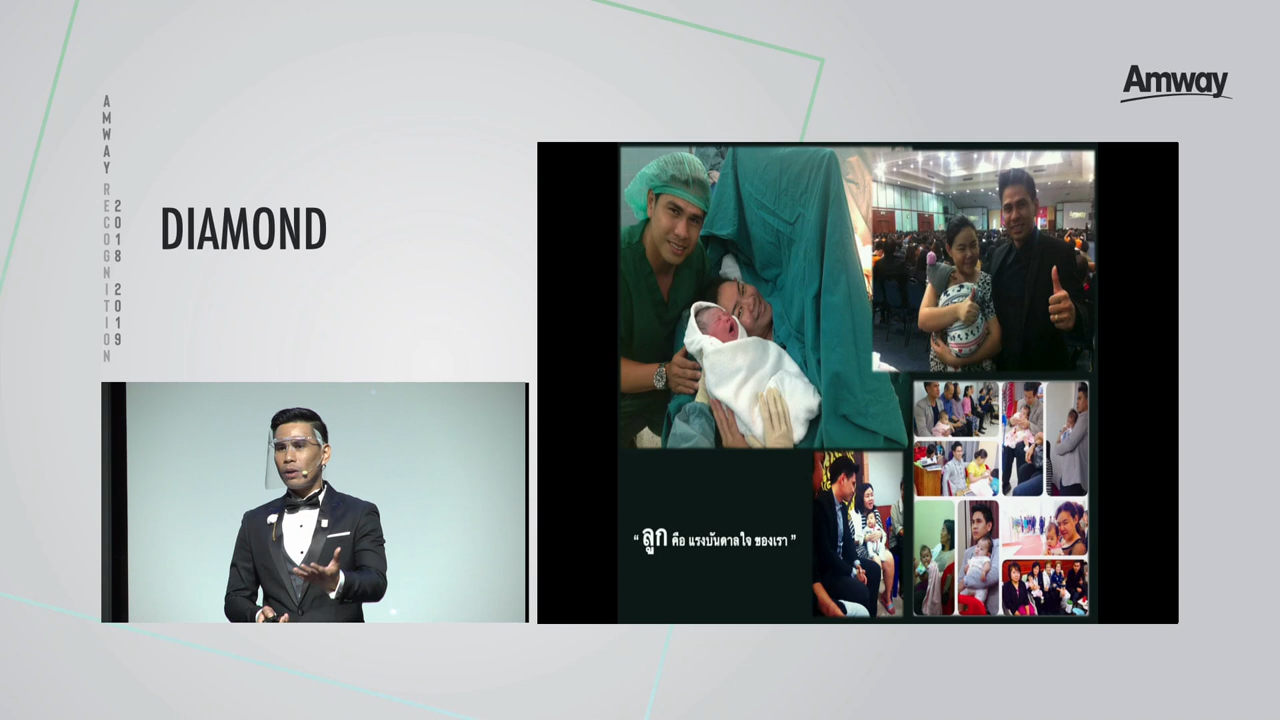 Amway
AMWAY RECOGNITION
2018 2019
DIAMOND
“ ลูก คือ แรงบันดาลใจ ของเรา ”